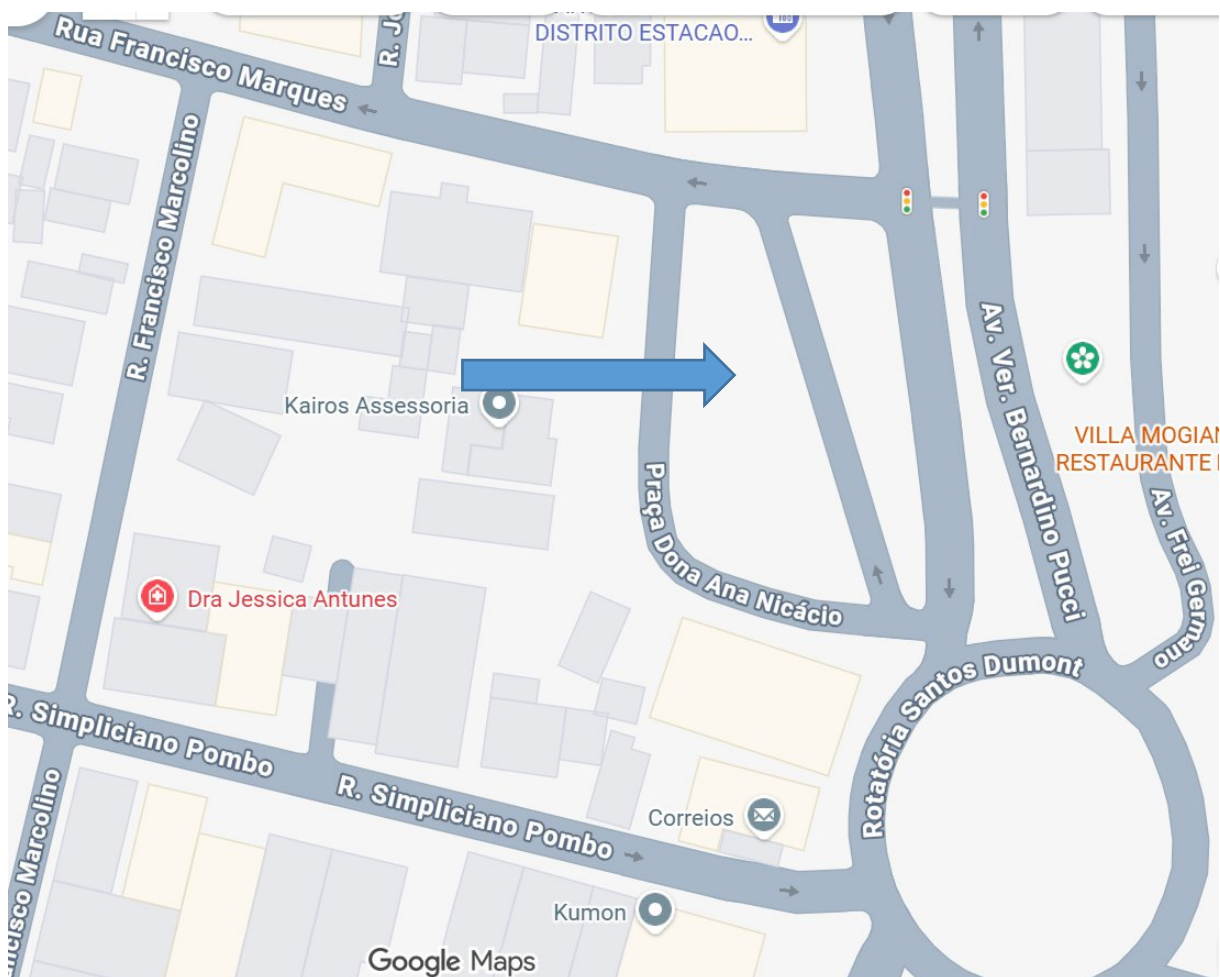 DISTRITO ESTACAO...
Rua Francisco Marques
R. Francisco Marcolino
Kairos Assessoria
Av. Ver. Bernardino Pucci
VILLA MOGIAN
RESTAURANTE
Av. Frei Germano
Praça Dona Ana Nicácio
Dra Jessica Antunes
Rotatória Santos Dumont
R. Simpliciano Pombo
R. Simpliciano Pombo
Correios
Kumon
Google Maps